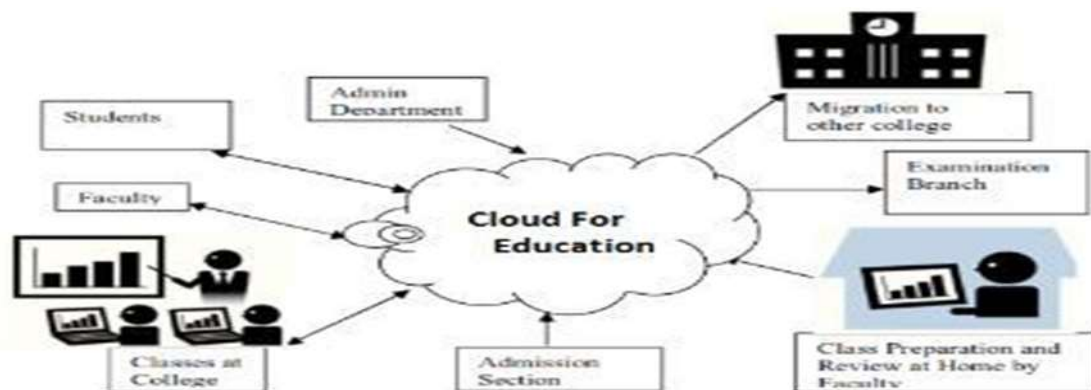 Admin
Department
Students
Migration to
other college
Examination
Branch
Faculty
Cloud For
Education
Classes at
College
Admission
Section
Class Preparation and
Review at Home by
Faculty